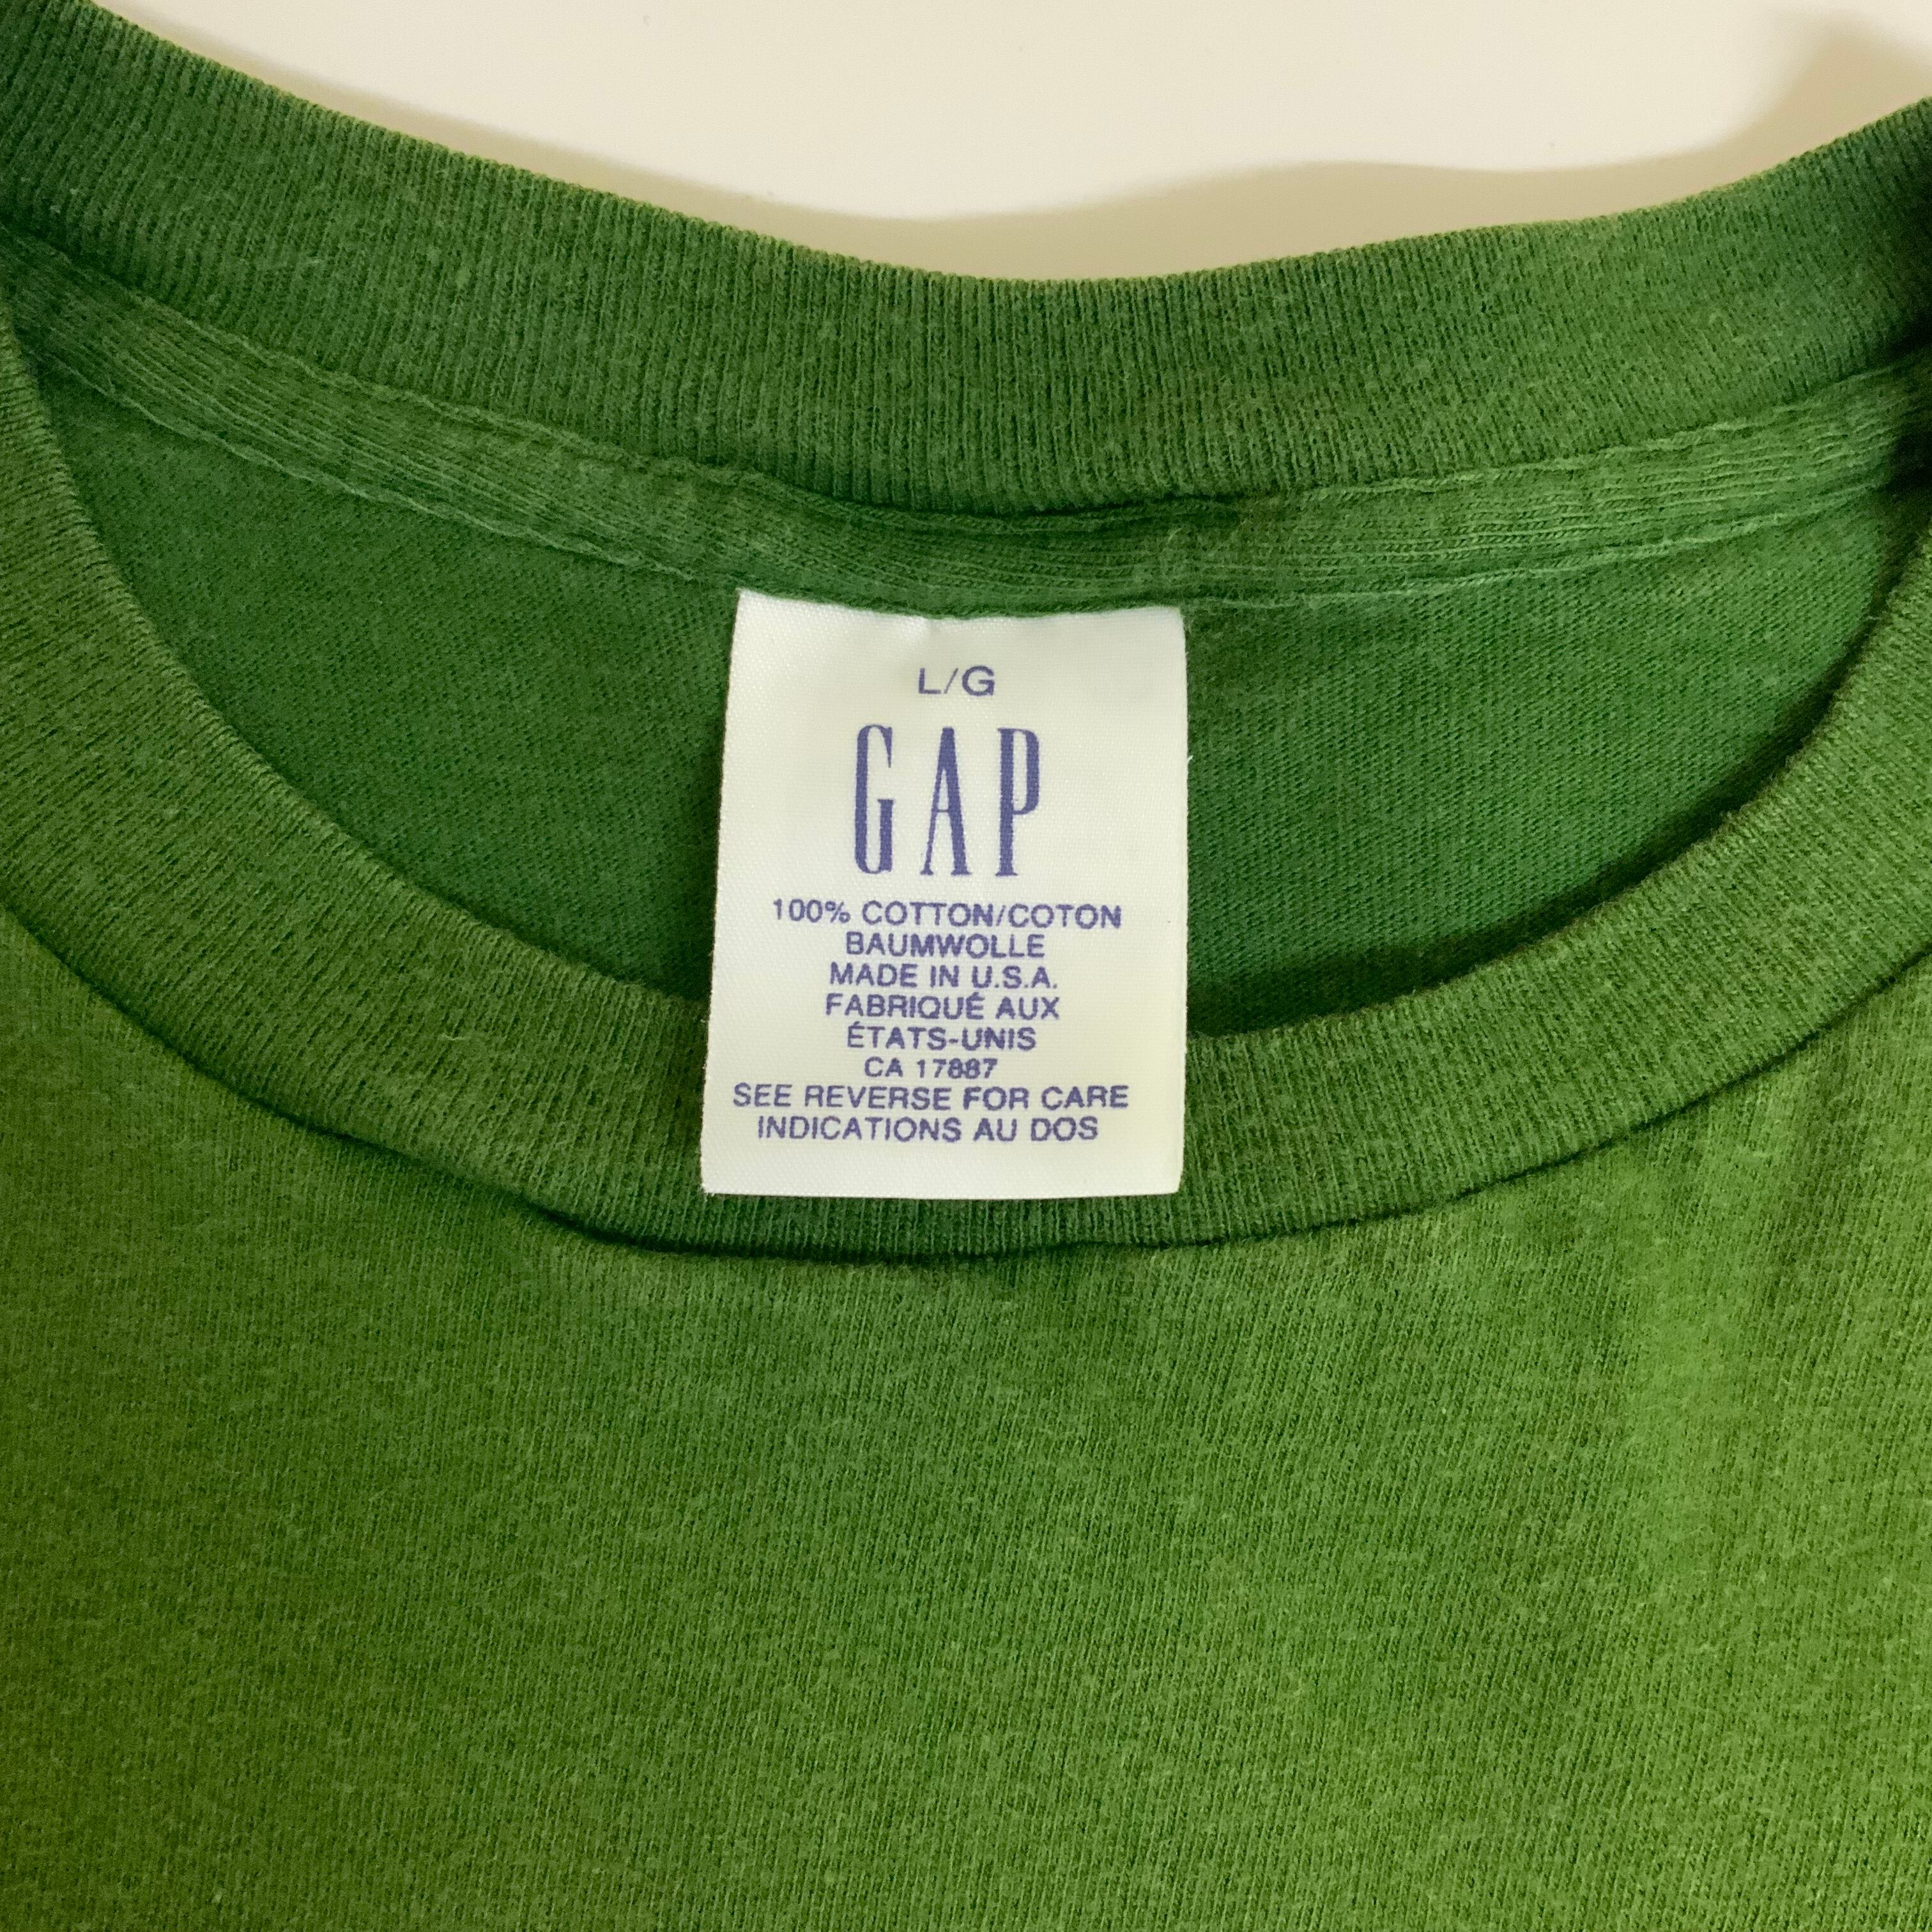 L/G
GAP
100% COTTON/COTON
BAUMWOLLE
MADE IN U.S.A.
FABRIQUÉ AUX
ÉTATS-UNIS
CA 17887
SEE REVERSE FOR CARE
INDICATIONS AU DOS